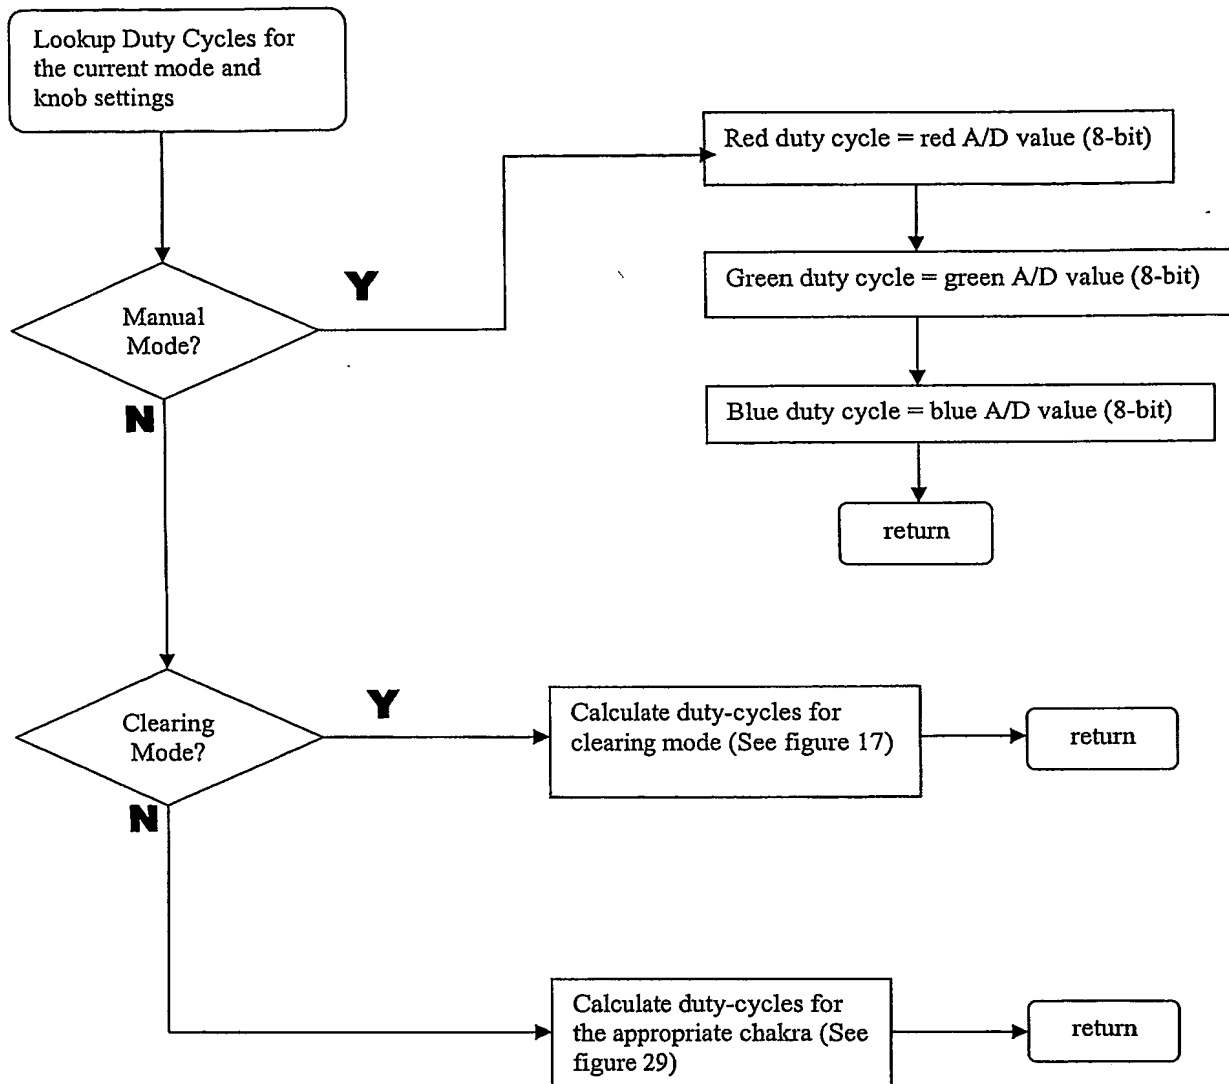 Lookup Duty Cycles for
the current mode and
knob settings
Red duty cycle = red A/D value (8-bit)
Green duty cycle = green A/D value (8-bit)
Blue duty cycle = blue A/D value (8-bit)
return
Manual
Mode?
Y
N
Clearing
Mode?
Y
N
Calculate duty-cycles for
clearing mode (See figure 17)
return
Calculate duty-cycles for
the appropriate chakra (See
figure 29)
return